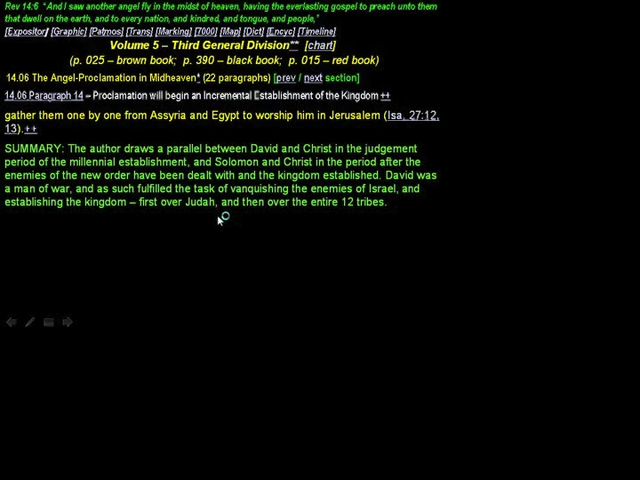 Rev 14:6 "And I saw another angel fly in the midst of heaven, having the everlasting gospel to preach unto them
that dwell on the earth, and to every nation, and kindred, and tongue, and people,"
[Expositor] [Graphic] [Patmos] [Trans] [Marking] [7000] [Map] [Dict] [Encyc] [Timeline]
Volume 5 – Third General Division** [chart]
(p. 025 – brown book; p. 390 – black book; p. 015 – red book)
14.06 The Angel-Proclamation in Midheaven* (22 paragraphs) [prev / next section]
14.06 Paragraph 14 – Proclamation will begin an Incremental Establishment of the Kingdom ++
gather them one by one from Assyria and Egypt to worship him in Jerusalem (Isa. 27:12,
13).++
SUMMARY: The author draws a parallel between David and Christ in the judgement
period of the millennial establishment, and Solomon and Christ in the period after the
enemies of the new order have been dealt with and the kingdom established. David was
a man of war, and as such fulfilled the task of vanquishing the enemies of Israel, and
establishing the kingdom – first over Judah, and then over the entire 12 tribes.